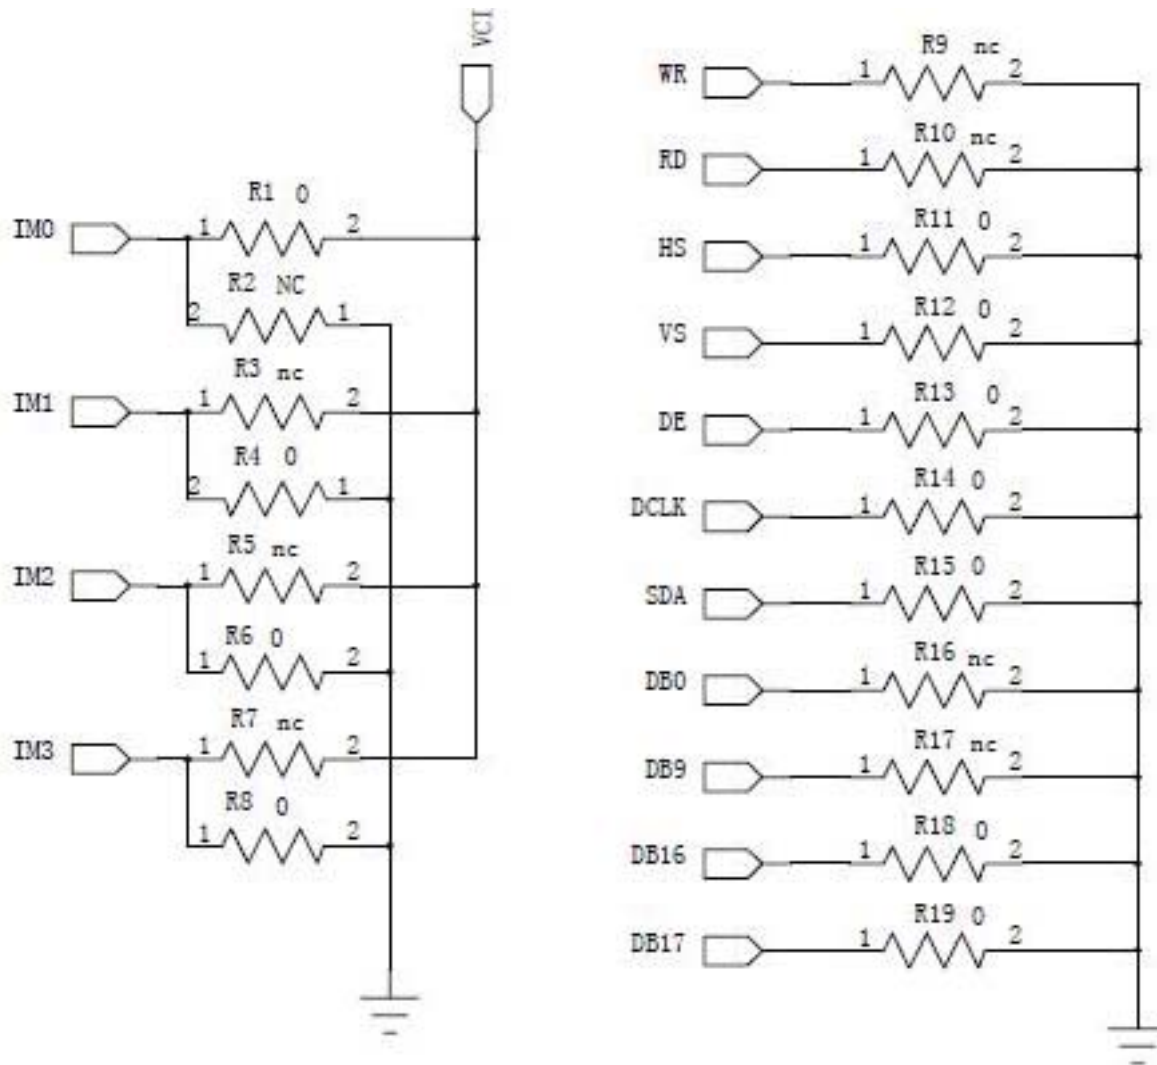 VCI
IM0 1 R1 0 2
2 R2 NC 1
IM1 1 R3 nc 2
2 R4 0 1
IM2 1 R5 nc 2
1 R6 0 2
IM3 1 R7 nc 2
1 R8 0 2
WR 1 R9 nc 2
RD 1 R10 nc 2
HS 1 R11 0 2
VS 1 R12 0 2
DE 1 R13 0 2
DCLK 1 R14 0 2
SDA 1 R15 0 2
DB0 1 R16 nc 2
DB9 1 R17 nc 2
DB16 1 R18 0 2
DB17 1 R19 0 2